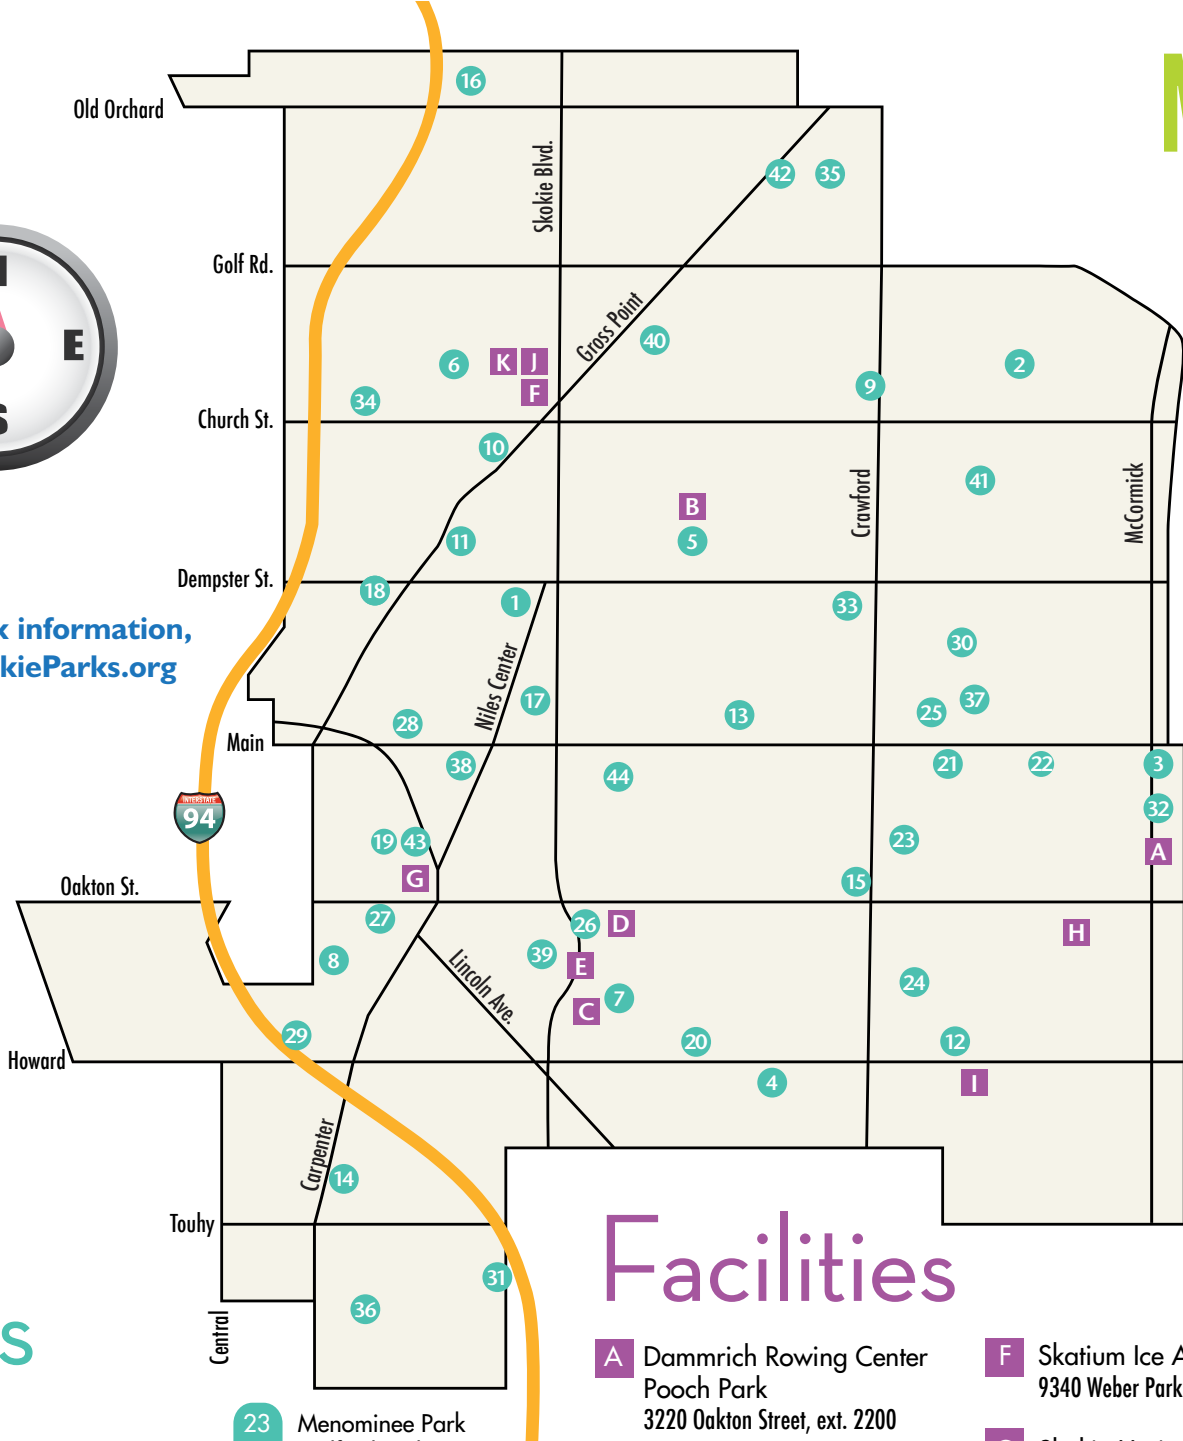 16
Old Orchard
Skokie Blvd.
42
35
Golf Rd.
Gross Point
40
E
6
K
J
F
2
9
34
Church St.
10
Crawford
McCormick
41
B
5
11
Dempster St.
18
1
33
information,
kieParks.org
30
Niles Center
17
37
25
13
28
Main
38
44
21
22
3
INTERSTATE
94
32
19
43
23
A
G
15
Oakton St.
27
26
D
H
8
39
E
Lincoln Ave.
24
C
7
29
20
12
Howard
4
I
Carpenter
14
Touhy
Facilities
31
36
Central
s
A Dammrich Rowing Center
Pooch Park
3220 Oakton Street, ext. 2200
F Skatium Ice A
9340 Weber Park
23 Menominee Park